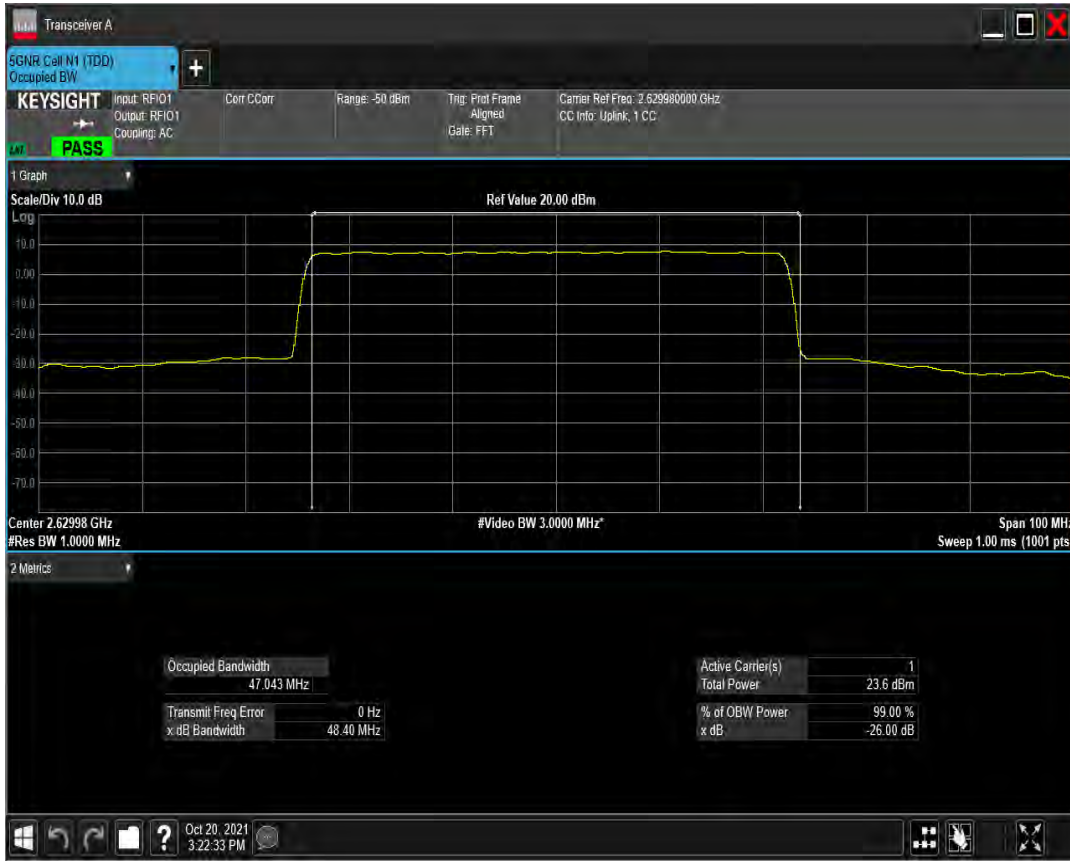 Transceiver A
5GNR Cell N1 (TDD)
Occupied BW
+
KEYSIGHT
PASS
Input: RFIO1
Output: RFIO1
Coupling: AC
Corr CCorr
Range: -50 dBm
Trig: Prot Frame
Aligned
Gate: FFT
Carrier Ref Freq: 2.629980000 GHz
CC Info: Uplink, 1 CC
1 Graph
Scale/Div 10.0 dB
Ref Value 20.00 dBm
Log
10.0
0.00
-10.0
-20.0
-30.0
-40.0
-50.0
-60.0
-70.0
Center 2.62998 GHz
#Video BW 3.0000 MHz*
Span 100 MHz
#Res BW 1.0000 MHz
Sweep 1.00 ms (1001 pts
2 Metrics
Occupied Bandwidth
47.043 MHz
Transmit Freq Error 0 Hz
x dB Bandwidth 48.40 MHz
Active Carrier(s) 1
Total Power 23.6 dBm
% of OBW Power 99.00 %
x dB -26.00 dB
?
Oct 20, 2021
3:22:33 PM